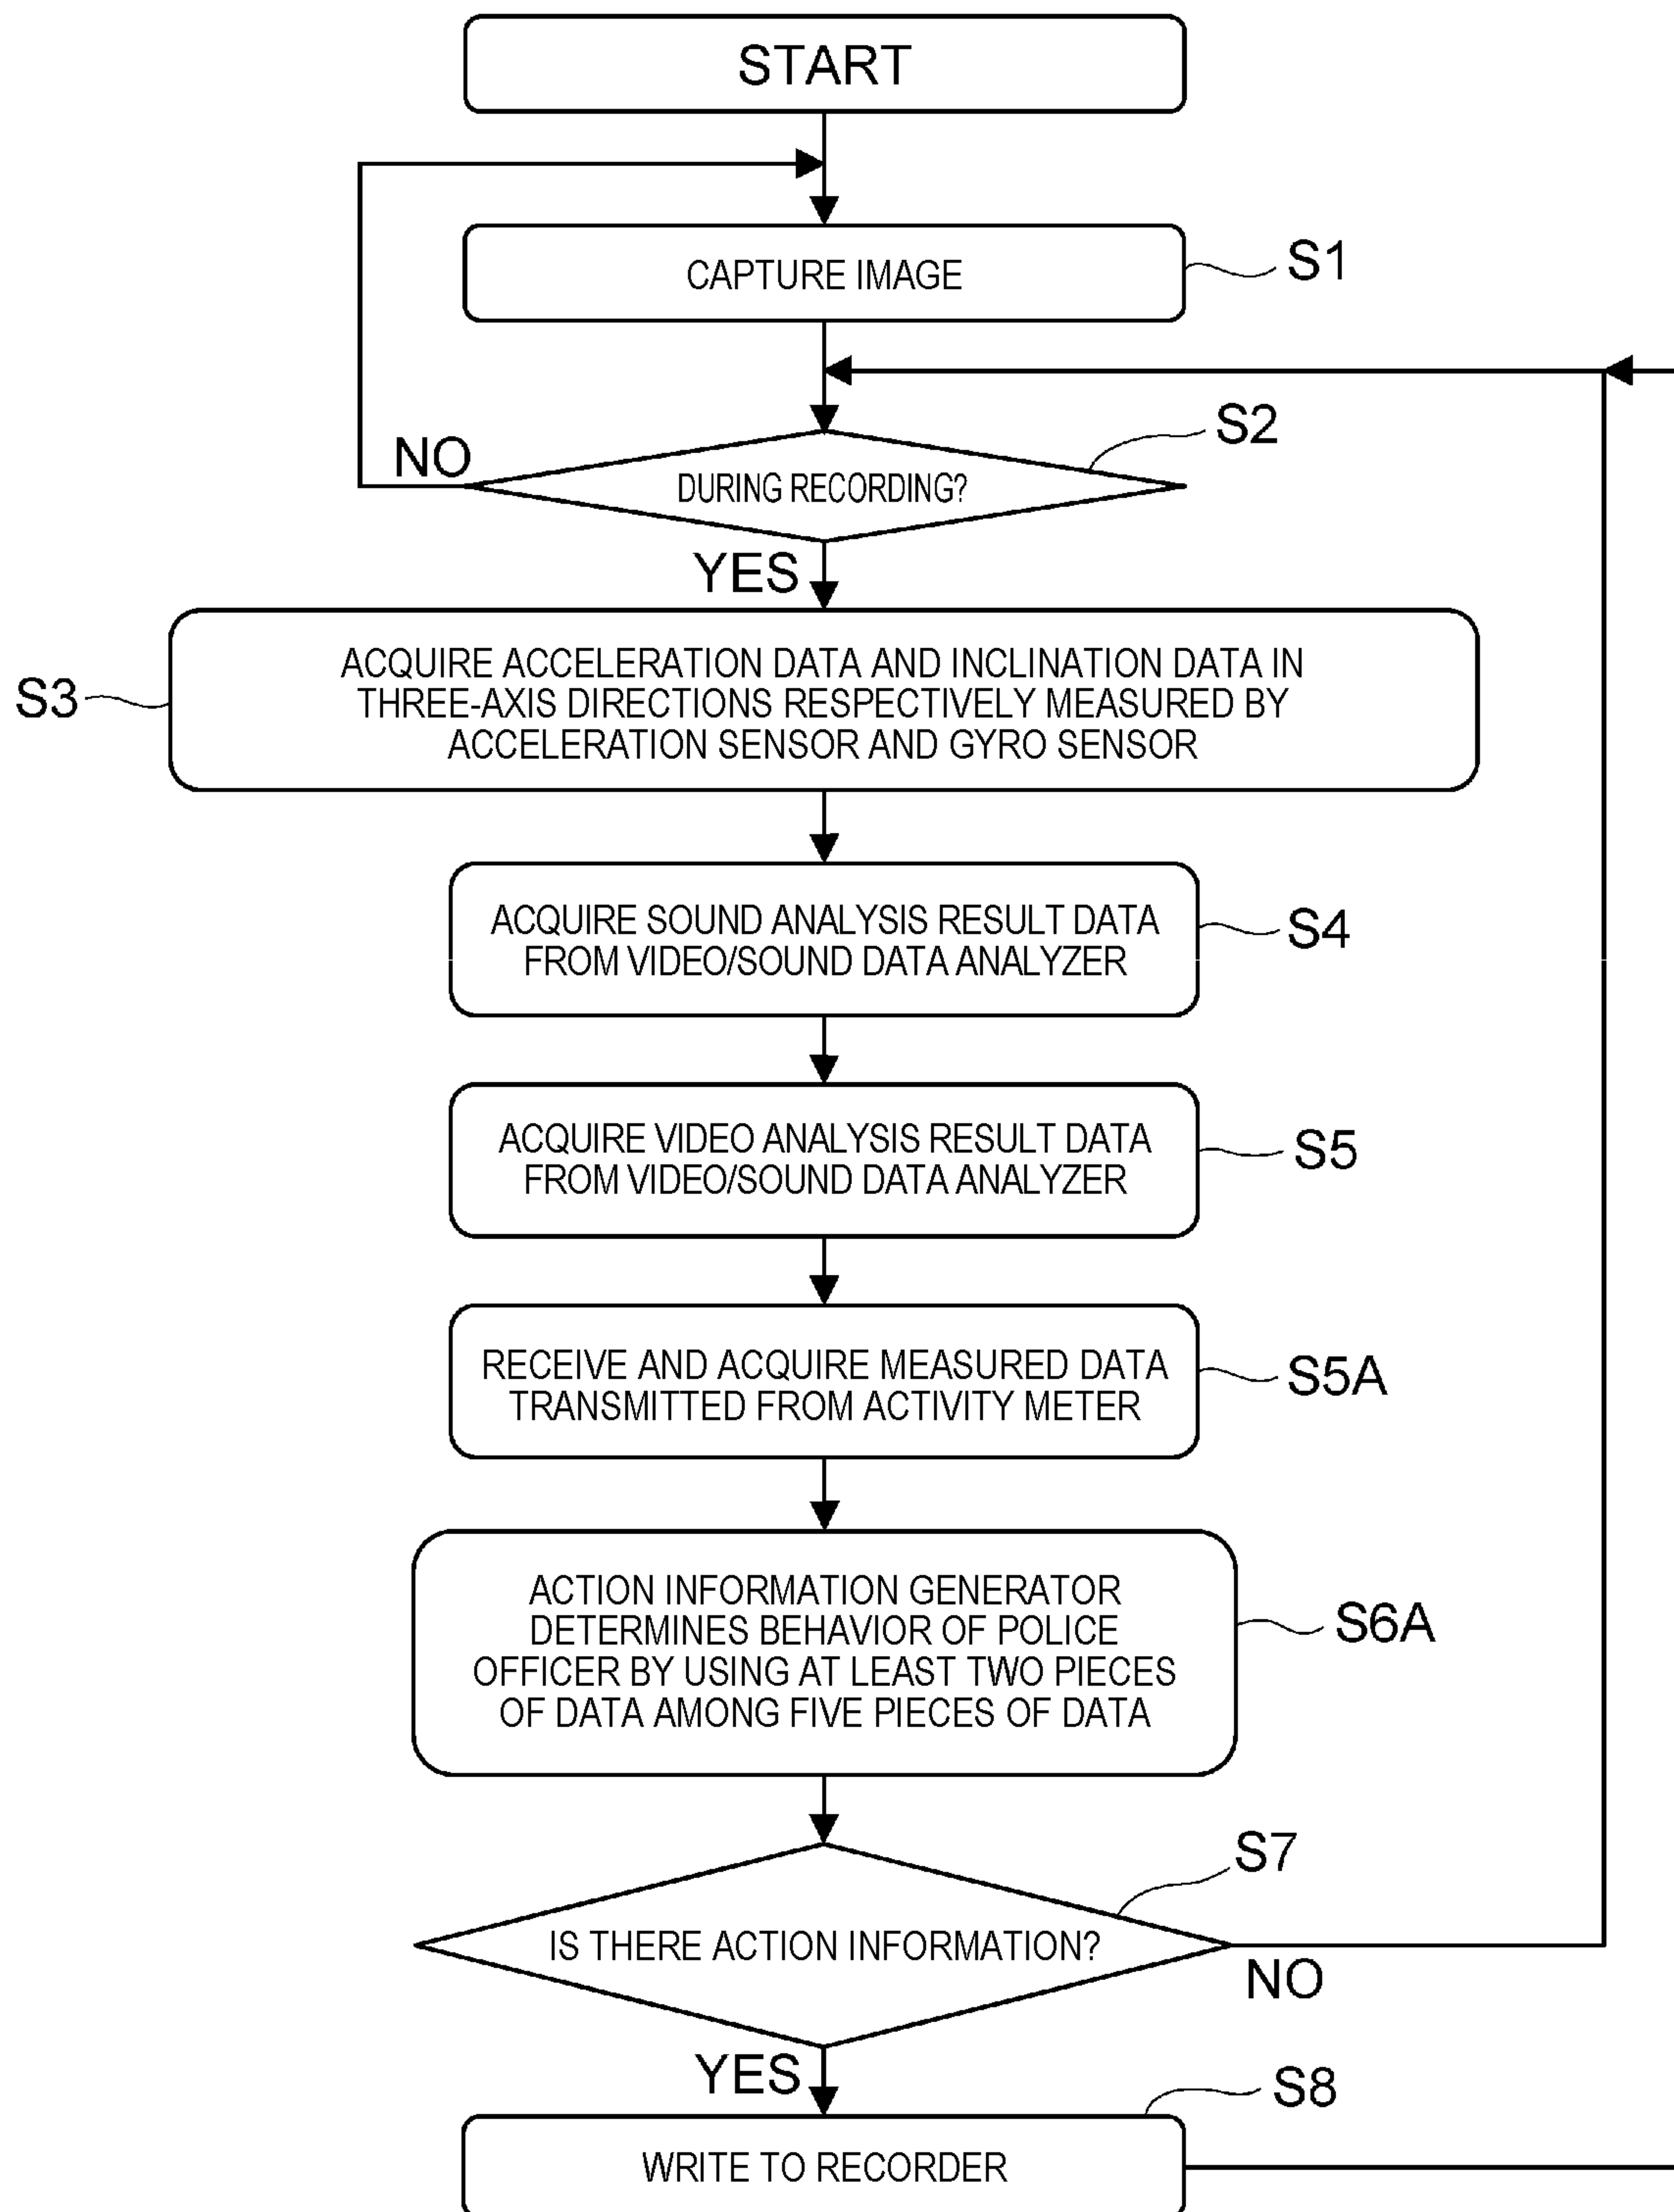 START
CAPTURE IMAGE
S1
S2
NO
DURING RECORDING?
YES
ACQUIRE ACCELERATION DATA AND INCLINATION DATA IN
THREE-AXIS DIRECTIONS RESPECTIVELY MEASURED BY
ACCELERATION SENSOR AND GYRO SENSOR
S3
ACQUIRE SOUND ANALYSIS RESULT DATA
FROM VIDEO/SOUND DATA ANALYZER
S4
ACQUIRE VIDEO ANALYSIS RESULT DATA
FROM VIDEO/SOUND DATA ANALYZER
S5
RECEIVE AND ACQUIRE MEASURED DATA
TRANSMITTED FROM ACTIVITY METER
S5A
ACTION INFORMATION GENERATOR
DETERMINES BEHAVIOR OF POLICE
OFFICER BY USING AT LEAST TWO PIECES
OF DATA AMONG FIVE PIECES OF DATA
S6A
S7
IS THERE ACTION INFORMATION?
NO
YES
S8
WRITE TO RECORDER